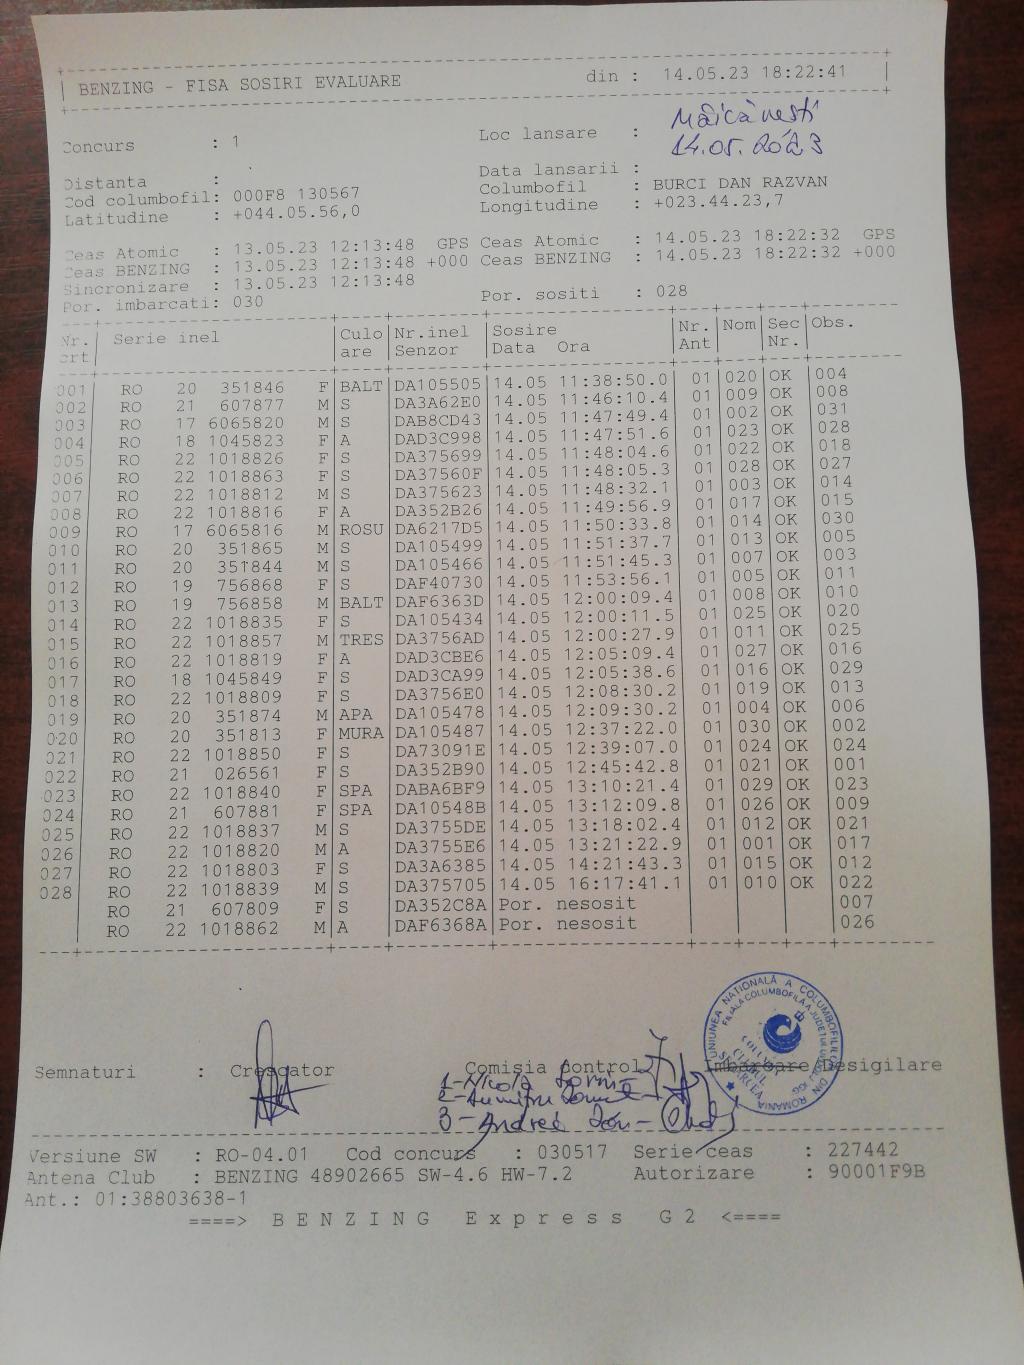 BENZING - FISA SOSIRI EVALUARE din : 14.05.23 18:22:41
Concurs : 1 Loc lansare : Măicănești
14.05.2023
Distanta : Data lansarii :
Cod columbofil: 000F8 130567 Columbofil : BURCI DAN RAZVAN
Latitudine : +044.05.56,0 Longitudine : +023.44.23,7
Ceas Atomic : 13.05.23 12:13:48 GPS Ceas Atomic : 14.05.23 18:22:32 GPS
Ceas BENZING : 13.05.23 12:13:48 +000 Ceas BENZING : 14.05.23 18:22:32 +000
Sincronizare : 13.05.23 12:13:48
Por. imbarcati: 030 Por. sositi : 028
Nr. Serie inel Culo Nr.inel Sosire Nr. Nom Sec Obs.
crt are Senzor Data Ora Ant Nr.
001 RO 20 351846 F BALT DA105505 14.05 11:38:50.0 01 020 OK 004
002 RO 21 607877 M S DA3A62E0 14.05 11:46:10.4 01 009 OK 008
003 RO 17 6065820 M S DAB8CD43 14.05 11:47:49.4 01 002 OK 031
004 RO 18 1045823 F A DAD3C998 14.05 11:47:51.6 01 023 OK 028
005 RO 22 1018826 F S DA375699 14.05 11:48:04.6 01 022 OK 018
006 RO 22 1018863 F S DA37560F 14.05 11:48:05.3 01 028 OK 027
007 RO 22 1018812 M S DA375623 14.05 11:48:32.1 01 003 OK 014
008 RO 22 1018816 F A DA352B26 14.05 11:49:56.9 01 017 OK 015
009 RO 17 6065816 M ROSU DA6217D5 14.05 11:50:33.8 01 014 OK 030
010 RO 20 351865 M S DA105499 14.05 11:51:37.7 01 013 OK 005
011 RO 20 351844 M S DA105466 14.05 11:51:45.3 01 007 OK 003
012 RO 19 756868 F S DAF40730 14.05 11:53:56.1 01 005 OK 011
013 RO 19 756858 M BALT DAF6363D 14.05 12:00:09.4 01 008 OK 010
014 RO 22 1018835 F S DA105434 14.05 12:00:11.5 01 025 OK 020
015 RO 22 1018857 M TRES DA3756AD 14.05 12:00:27.9 01 011 OK 025
016 RO 22 1018819 F A DAD3CBE6 14.05 12:05:09.4 01 027 OK 016
017 RO 18 1045849 F S DAD3CA99 14.05 12:05:38.6 01 016 OK 029
018 RO 22 1018809 F S DA3756E0 14.05 12:08:30.2 01 019 OK 013
019 RO 20 351874 M APA DA105478 14.05 12:09:30.2 01 004 OK 006
020 RO 20 351813 F MURA DA105487 14.05 12:37:22.0 01 030 OK 002
021 RO 22 1018850 F S DA73091E 14.05 12:39:07.0 01 024 OK 024
022 RO 21 026561 F S DA352B90 14.05 12:45:42.8 01 021 OK 001
023 RO 22 1018840 F SPA DABA6BF9 14.05 13:10:21.4 01 029 OK 023
024 RO 21 607881 F SPA DA10548B 14.05 13:12:09.8 01 026 OK 009
025 RO 22 1018837 M S DA3755DE 14.05 13:18:02.4 01 012 OK 021
026 RO 22 1018820 M A DA3755E6 14.05 13:21:22.9 01 001 OK 017
027 RO 22 1018803 F S DA3A6385 14.05 14:21:43.3 01 015 OK 012
028 RO 22 1018839 M S DA375705 14.05 16:17:41.1 01 010 OK 022
RO 21 607809 F S DA352C8A Por. nesosit 007
RO 22 1018862 M A DAF6368A Por. nesosit 026
UNIUNEA NAȚIONALĂ A COLUMBOFILILOR DIN ROMÂNIA
Semnaturi : Crescator Comisia control Imbarcare/Desigilare
1-
2-
3-Andrei Ion-
Versiune SW : RO-04.01 Cod concurs : 030517 Serie ceas : 227442
Antena Club : BENZING 48902665 SW-4.6 HW-7.2 Autorizare : 90001F9B
Ant.: 01:38803638-1
====> BENZING Express G2 <====